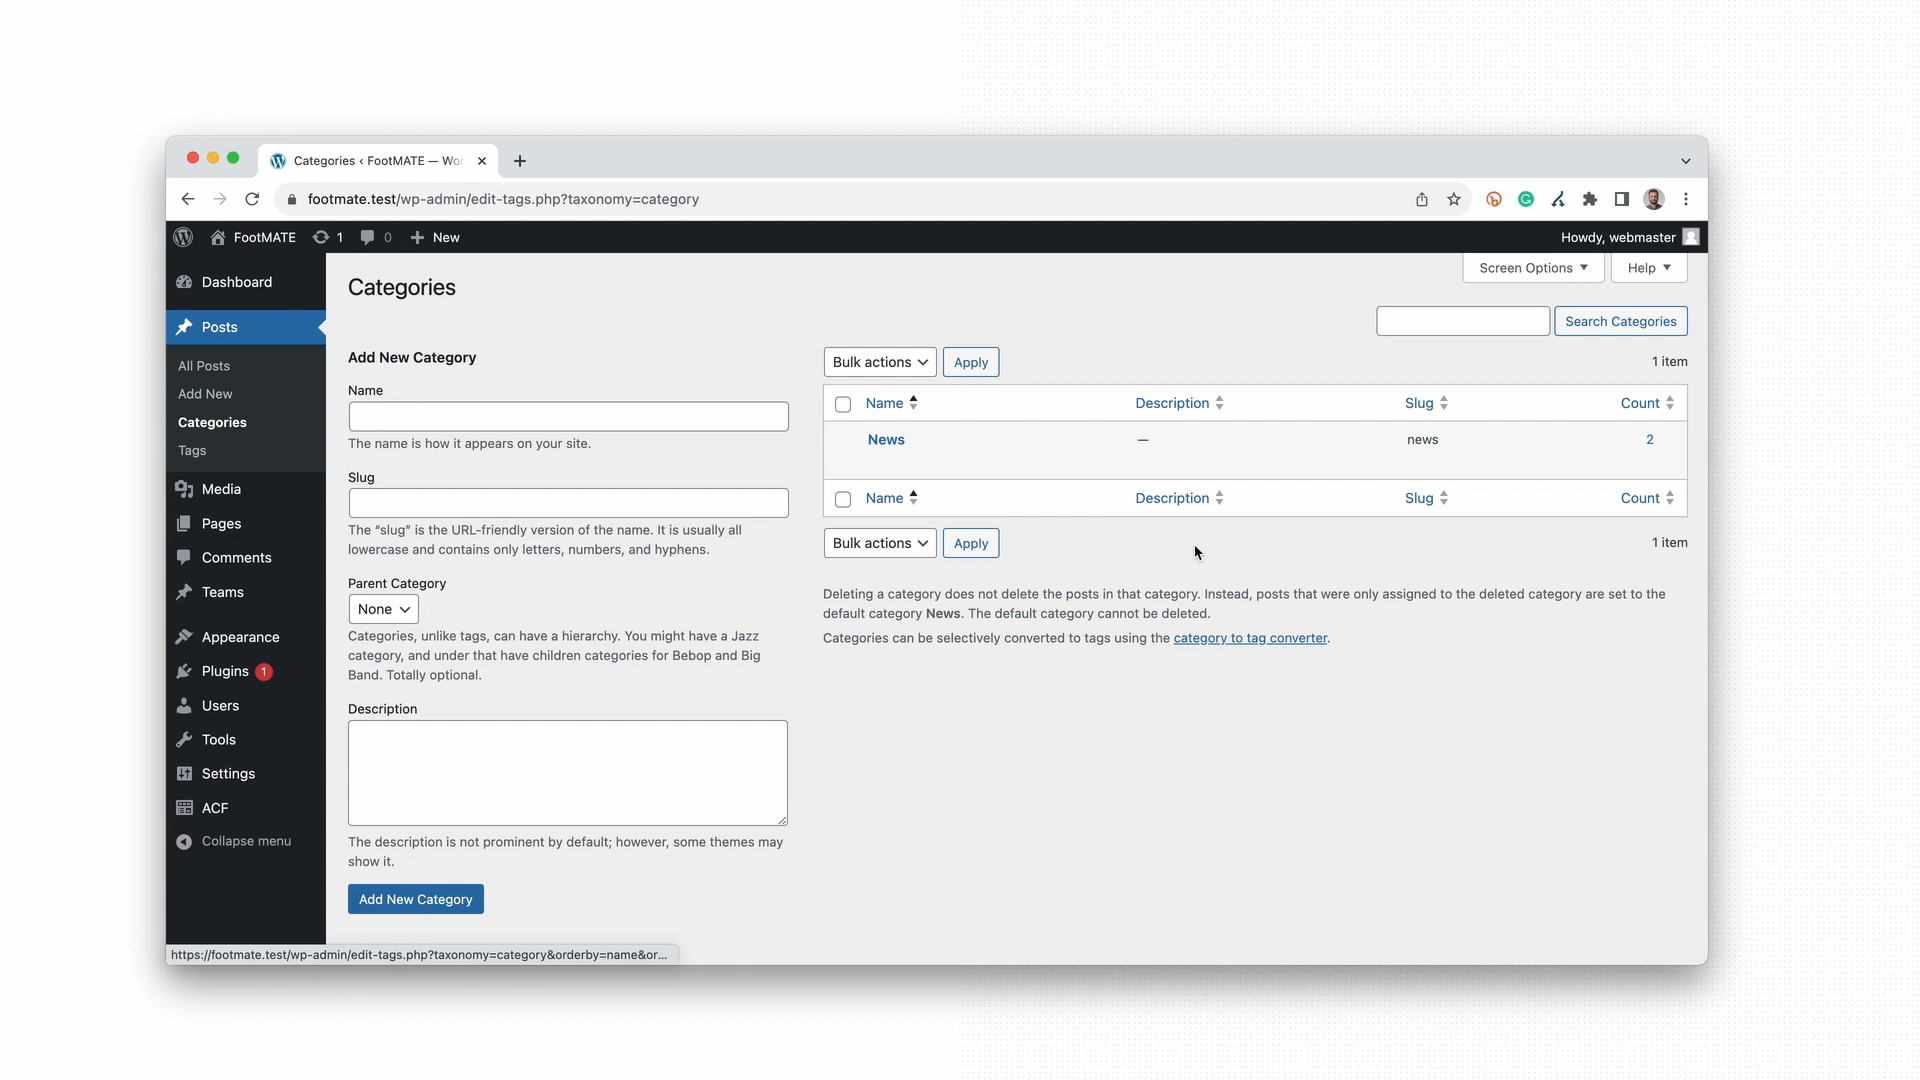 Categories ‹ FootMATE — Wor
footmate.test/wp-admin/edit-tags.php?taxonomy=category
FootMATE 1 0 New Howdy, webmaster
Dashboard
Posts
All Posts
Add New
Categories
Tags
Media
Pages
Comments
Teams
Appearance
Plugins 1
Users
Tools
Settings
ACF
Collapse menu
Screen Options Help
Categories
Search Categories
Add New Category
Name
The name is how it appears on your site.
Slug
The “slug” is the URL-friendly version of the name. It is usually all
lowercase and contains only letters, numbers, and hyphens.
Parent Category
None
Categories, unlike tags, can have a hierarchy. You might have a Jazz
category, and under that have children categories for Bebop and Big
Band. Totally optional.
Description
The description is not prominent by default; however, some themes may
show it.
Add New Category
Bulk actions Apply 1 item
Name Description Slug Count
News — news 2
Name Description Slug Count
Bulk actions Apply 1 item
Deleting a category does not delete the posts in that category. Instead, posts that were only assigned to the deleted category are set to the
default category News. The default category cannot be deleted.
Categories can be selectively converted to tags using the category to tag converter.
https://footmate.test/wp-admin/edit-tags.php?taxonomy=category&orderby=name&or...